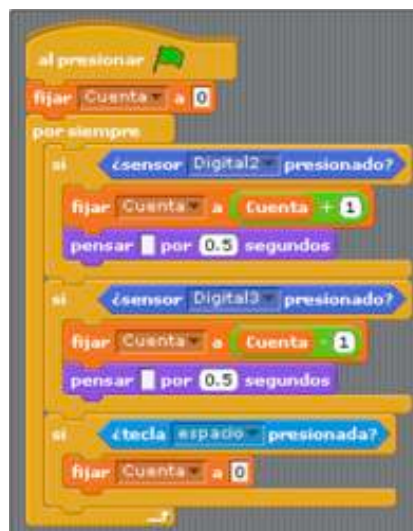 al presionar
fijar Cuenta a 0
por siempre
si ¿sensor Digital2 presionado?
fijar Cuenta a Cuenta + 1
pensar por 0.5 segundos
si ¿sensor Digital3 presionado?
fijar Cuenta a Cuenta - 1
pensar por 0.5 segundos
si ¿tecla espacio presionada?
fijar Cuenta a 0